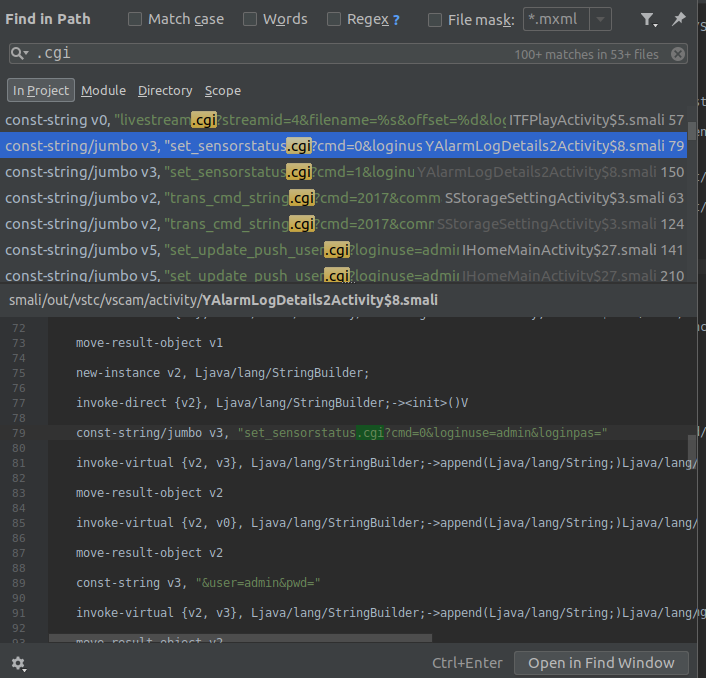 Find in Path Match case Words Regex ? File mask: *.mxml
.cgi 100+ matches in 53+ files
In Project Module Directory Scope
const-string v0, "livestream.cgi?streamid=4&filename=%s&offset=%d&log ITFPlayActivity$5.smali 57
const-string/jumbo v3, "set_sensorstatus.cgi?cmd=0&loginus YAlarmLogDetails2Activity$8.smali 79
const-string/jumbo v3, "set_sensorstatus.cgi?cmd=1&loginu YAlarmLogDetails2Activity$8.smali 150
const-string/jumbo v2, "trans_cmd_string.cgi?cmd=2017&comm SStorageSettingActivity$3.smali 63
const-string/jumbo v2, "trans_cmd_string.cgi?cmd=2017&comm SStorageSettingActivity$3.smali 124
const-string/jumbo v5, "set_update_push_user.cgi?loginuse=admin IHomeMainActivity$27.smali 141
const-string/jumbo v5, "set_update_push_user.cgi?loginuse=admin IHomeMainActivity$27.smali 210
smali/out/vstc/vscam/activity/YAlarmLogDetails2Activity$8.smali
72
73 move-result-object v1
74
75 new-instance v2, Ljava/lang/StringBuilder;
76
77 invoke-direct {v2}, Ljava/lang/StringBuilder;-><init>()V
78
79 const-string/jumbo v3, "set_sensorstatus.cgi?cmd=0&loginuse=admin&loginpas="
80
81 invoke-virtual {v2, v3}, Ljava/lang/StringBuilder;->append(Ljava/lang/String;)Ljava/lang/
82
83 move-result-object v2
84
85 invoke-virtual {v2, v0}, Ljava/lang/StringBuilder;->append(Ljava/lang/String;)Ljava/lang/
86
87 move-result-object v2
88
89 const-string v3, "&user=admin&pwd="
90
91 invoke-virtual {v2, v3}, Ljava/lang/StringBuilder;->append(Ljava/lang/String;)Ljava/lang/
92
93 move-result-object v2
Ctrl+Enter Open in Find Window